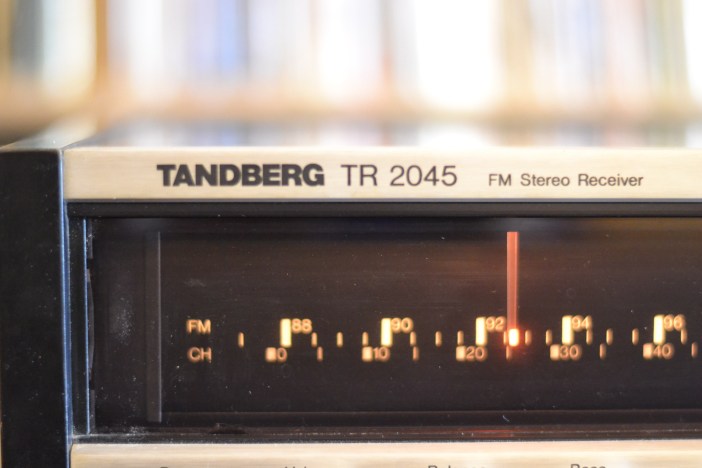 TANDBERG TR 2045 FM Stereo Receiver
FM 88 90 92 94 96
CH 0 10 20 30 40